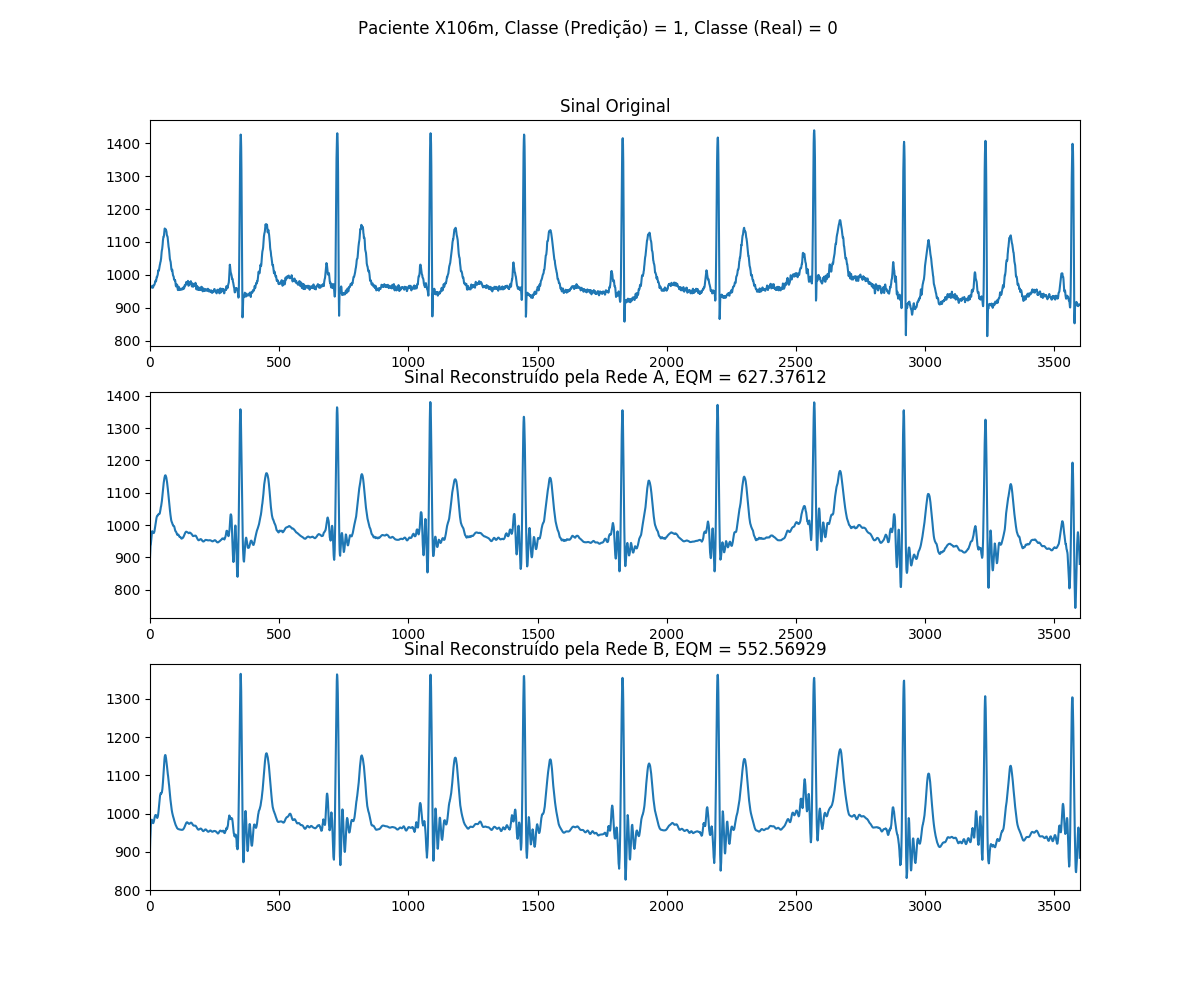 Paciente X106m, Classe (Predição) = 1, Classe (Real) = 0
Sinal Original
1400
1300
1200
1100
1000
900
800
0 500 1000 1500 2000 2500 3000 3500
Sinal Reconstruído pela Rede A, EQM = 627.37612
1400
1300
1200
1100
1000
900
800
0 500 1000 1500 2000 2500 3000 3500
Sinal Reconstruído pela Rede B, EQM = 552.56929
1300
1200
1100
1000
900
800
0 500 1000 1500 2000 2500 3000 3500